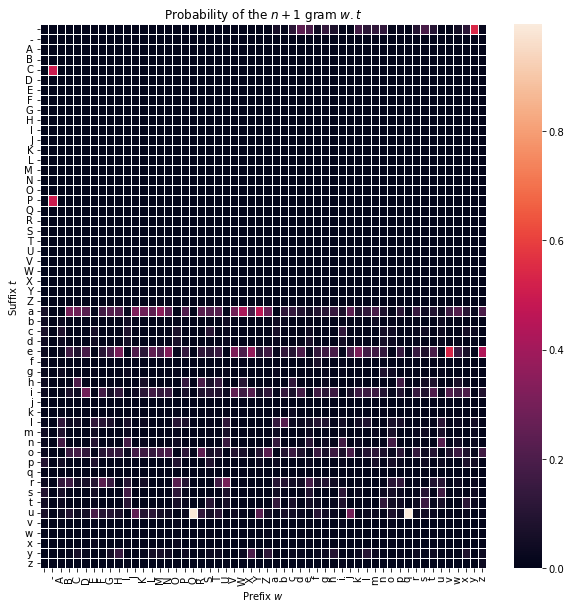 Probability of the n + 1 gram w.t
-
A
B
C
D
E
F
G
H
I
J
K
L
M
N
O
P
Q
R
S
T
U
V
W
X
Y
Z
a
b
c
d
e
f
g
h
i
j
k
l
m
n
o
p
q
r
s
t
u
v
w
x
y
z
Suffix t
- A B C D E F G H I J K L M N O P Q R S T U V W X Y Z a b c d e f g h i j k l m n o p q r s t u v w x y z
Prefix w
0.8
0.6
0.4
0.2
0.0